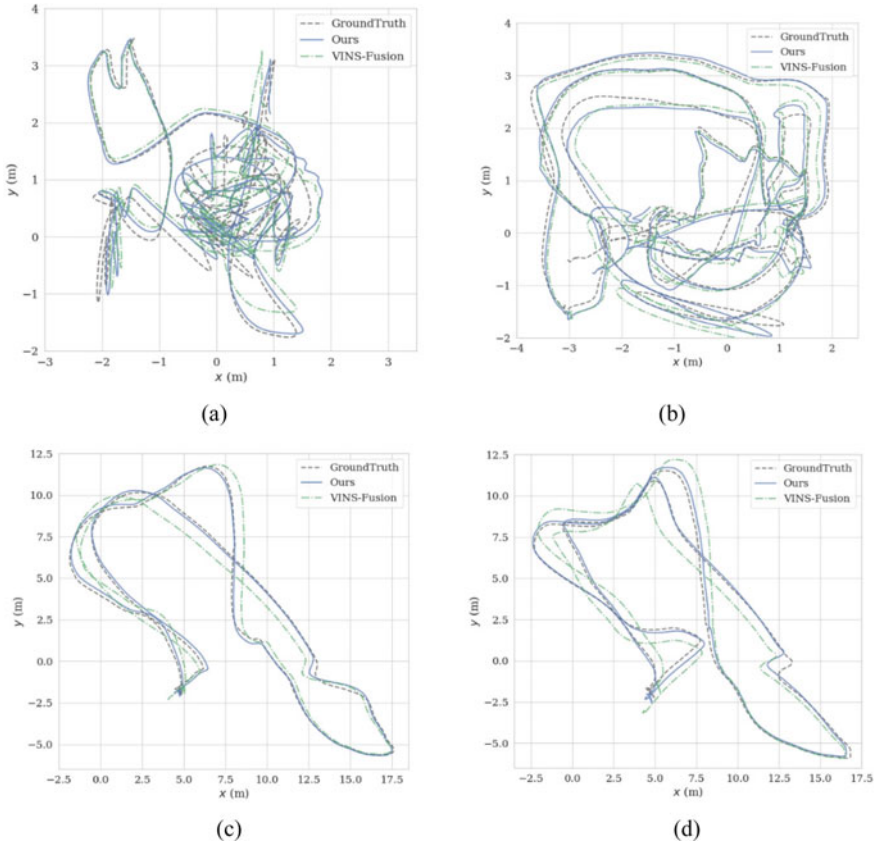 4
3
2
1
0
−1
−2
y (m)
−3 −2 −1 0 1 2 3
x (m)
GroundTruth
Ours
VINS-Fusion
(a)
4
3
2
1
0
−1
−2
y (m)
−4 −3 −2 −1 0 1 2
x (m)
GroundTruth
Ours
VINS-Fusion
(b)
12.5
10.0
7.5
5.0
2.5
0.0
−2.5
−5.0
y (m)
−2.5 0.0 2.5 5.0 7.5 10.0 12.5 15.0 17.5
x (m)
GroundTruth
Ours
VINS-Fusion
(c)
12.5
10.0
7.5
5.0
2.5
0.0
−2.5
−5.0
y (m)
−2.5 0.0 2.5 5.0 7.5 10.0 12.5 15.0 17.5
x (m)
GroundTruth
Ours
VINS-Fusion
(d)